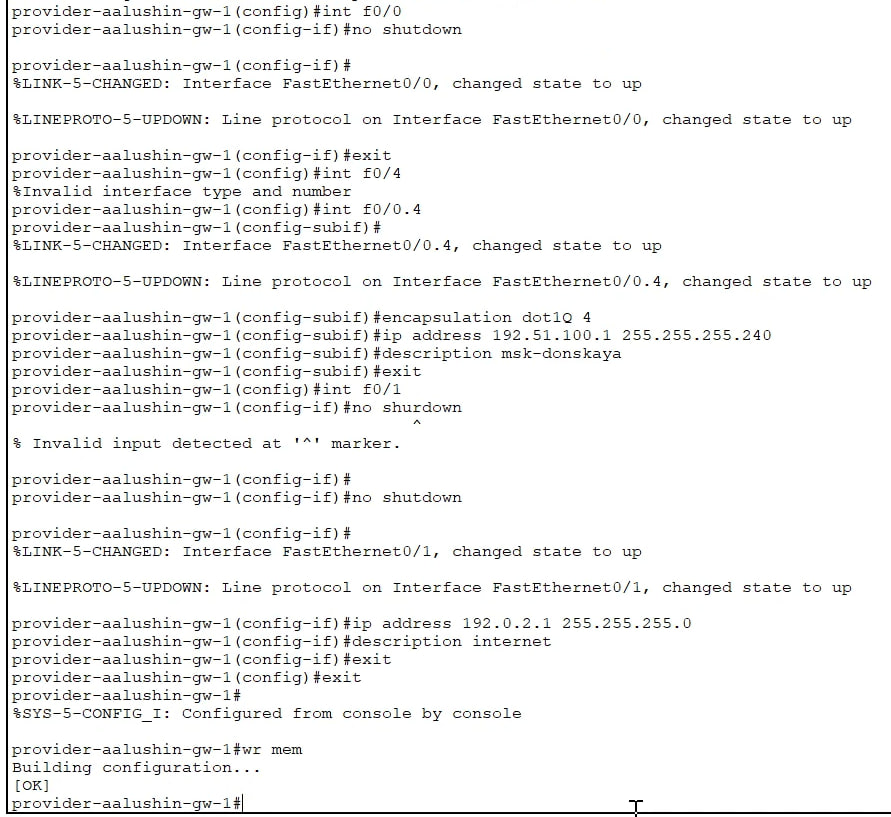 provider-aalushin-gw-1(config)#int f0/0
provider-aalushin-gw-1(config-if)#no shutdown
provider-aalushin-gw-1(config-if)#
%LINK-5-CHANGED: Interface FastEthernet0/0, changed state to up
%LINEPROTO-5-UPDOWN: Line protocol on Interface FastEthernet0/0, changed state to up
provider-aalushin-gw-1(config-if)#exit
provider-aalushin-gw-1(config)#int f0/4
%Invalid interface type and number
provider-aalushin-gw-1(config)#int f0/0.4
provider-aalushin-gw-1(config-subif)#
%LINK-5-CHANGED: Interface FastEthernet0/0.4, changed state to up
%LINEPROTO-5-UPDOWN: Line protocol on Interface FastEthernet0/0.4, changed state to up
provider-aalushin-gw-1(config-subif)#encapsulation dot1Q 4
provider-aalushin-gw-1(config-subif)#ip address 192.51.100.1 255.255.255.240
provider-aalushin-gw-1(config-subif)#description msk-donskaya
provider-aalushin-gw-1(config-subif)#exit
provider-aalushin-gw-1(config)#int f0/1
provider-aalushin-gw-1(config-if)#no shurdown
^
% Invalid input detected at '^' marker.
provider-aalushin-gw-1(config-if)#
provider-aalushin-gw-1(config-if)#no shutdown
provider-aalushin-gw-1(config-if)#
%LINK-5-CHANGED: Interface FastEthernet0/1, changed state to up
%LINEPROTO-5-UPDOWN: Line protocol on Interface FastEthernet0/1, changed state to up
provider-aalushin-gw-1(config-if)#ip address 192.0.2.1 255.255.255.0
provider-aalushin-gw-1(config-if)#description internet
provider-aalushin-gw-1(config-if)#exit
provider-aalushin-gw-1(config)#exit
provider-aalushin-gw-1#
%SYS-5-CONFIG_I: Configured from console by console
provider-aalushin-gw-1#wr mem
Building configuration...
[OK]
provider-aalushin-gw-1#